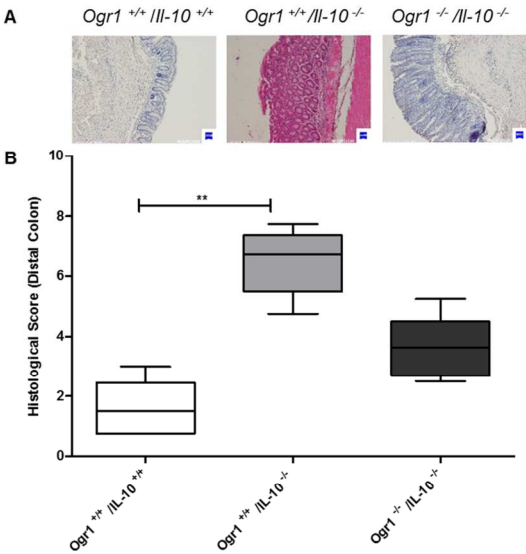 A
Ogr1 +/+ /Il-10 +/+
Ogr1 +/+/Il-10 -/-
Ogr1 -/-/Il-10 -/-
B
Histological Score (Distal Colon)
10
8
6
4
2
0
**
Ogr1 +/+ /IL-10 +/+
Ogr1 +/+ /IL-10 -/-
Ogr1 -/- /IL-10 -/-